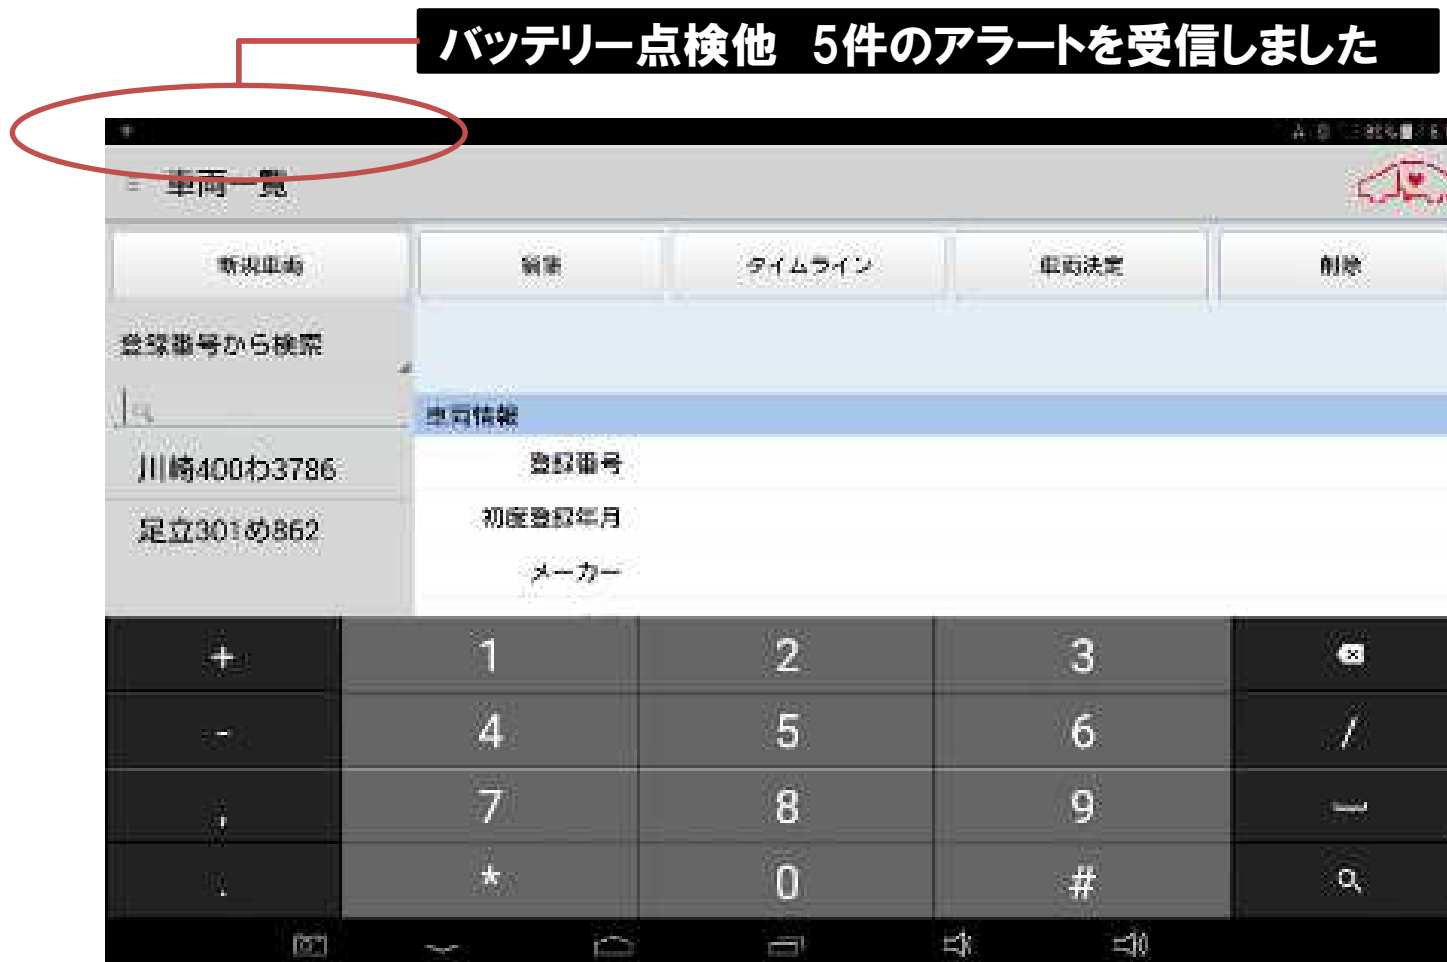 バッテリー点検他 5件のアラートを受信しました
車両一覧
新規車両
タイムライン
車両決定
削除
登録番号から検索
車両情報
川崎400わ3786
登録番号
足立301め862
初度登録年月
メーカー
+ 1 2 3
- 4 5 6 /
, 7 8 9
. * 0 #